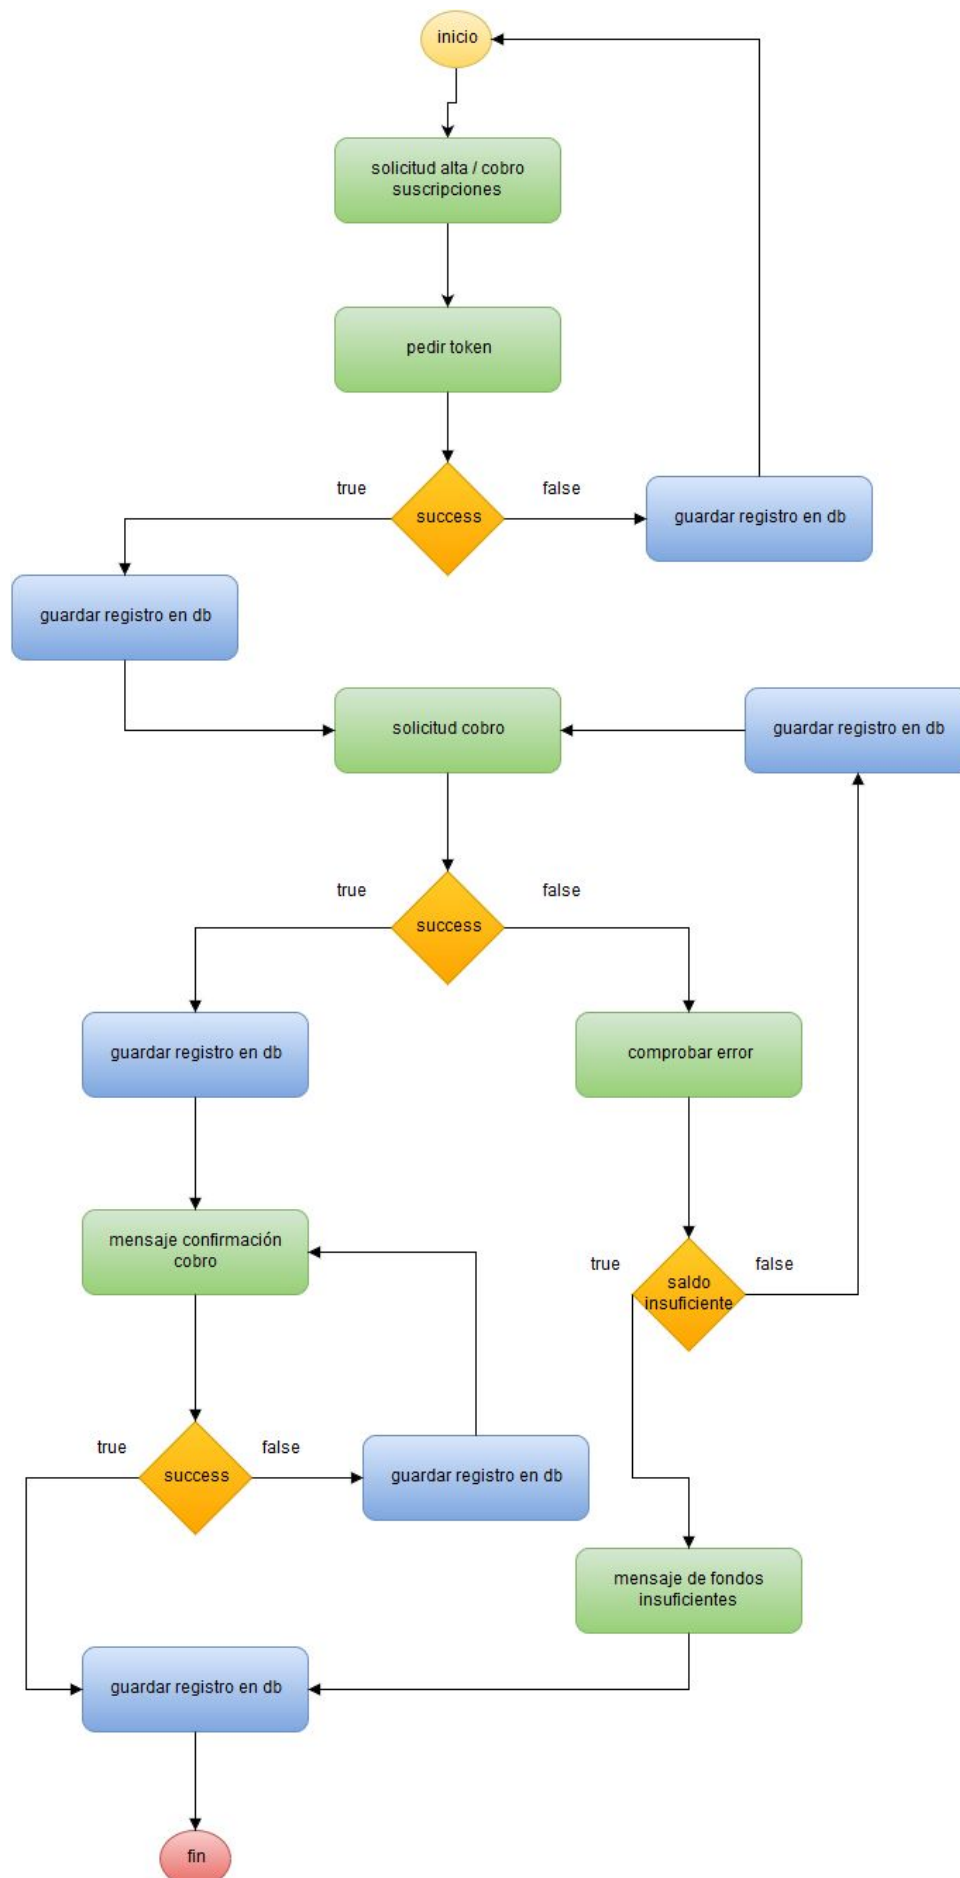 inicio
solicitud alta / cobro
suscripciones
pedir token
true
false
success
guardar registro en db
guardar registro en db
solicitud cobro
guardar registro en db
true
false
success
guardar registro en db
comprobar error
mensaje confirmación
cobro
true
false
saldo
insuficiente
true
false
success
guardar registro en db
mensaje de fondos
insuficientes
guardar registro en db
fin